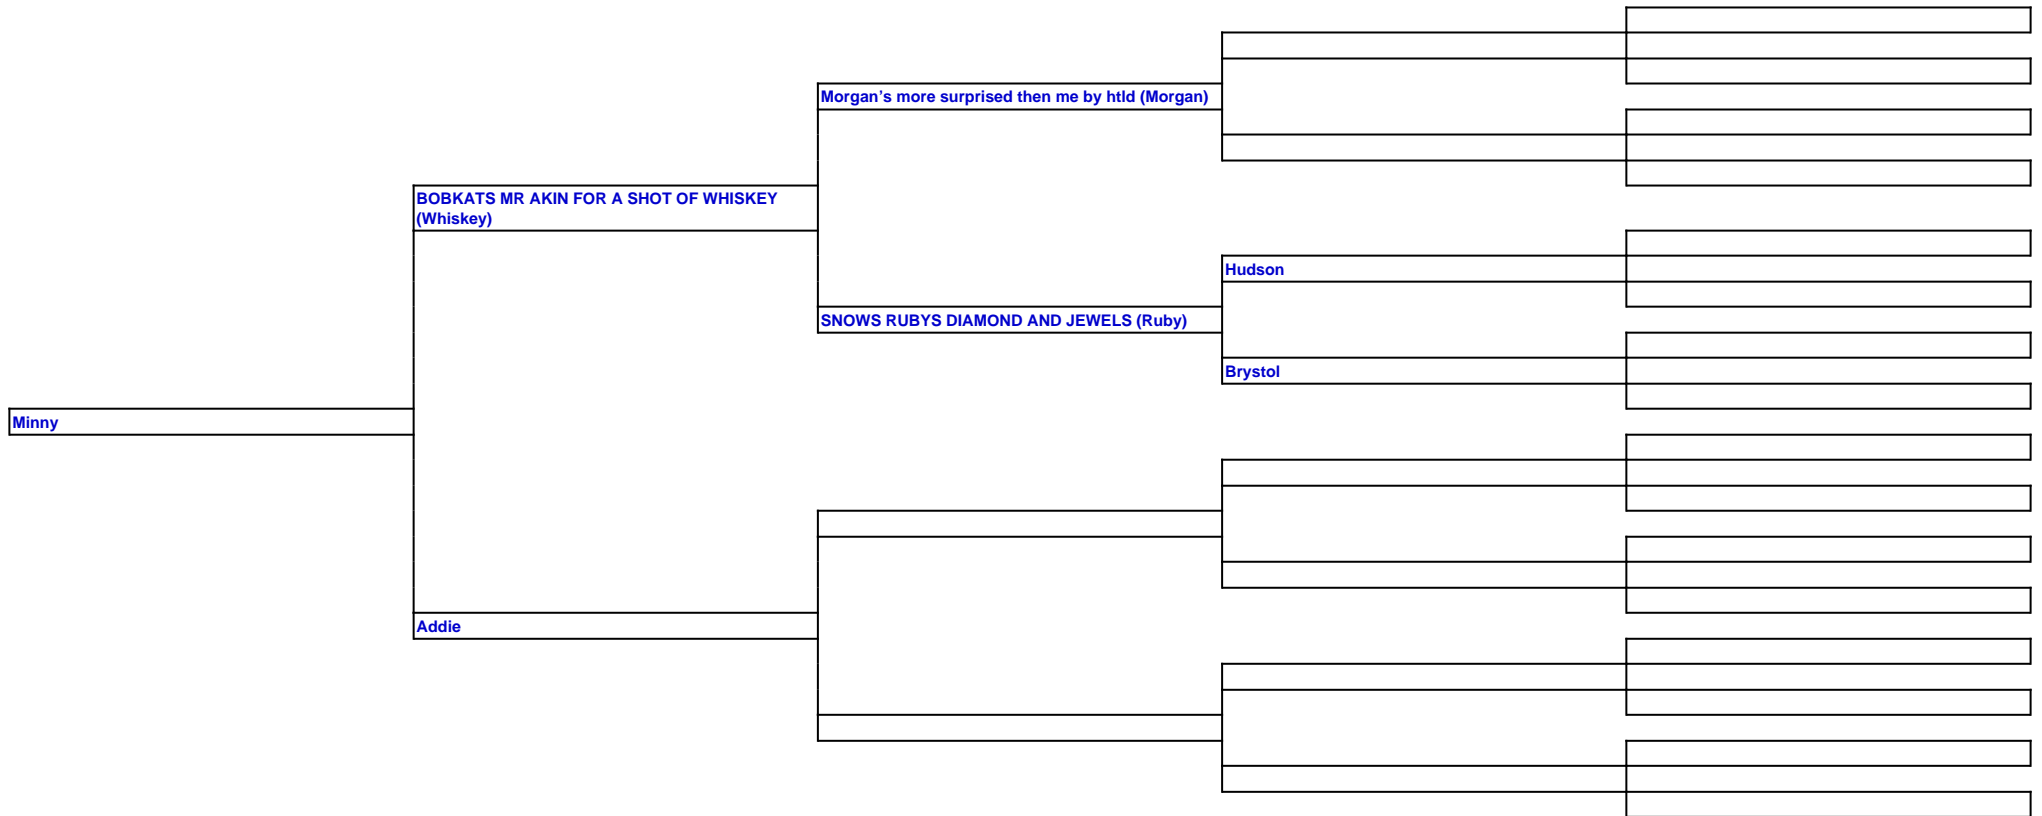 Morgan’s more surprised then me by htld (Morgan)
BOBKATS MR AKIN FOR A SHOT OF WHISKEY
(Whiskey)
Hudson
SNOWS RUBYS DIAMOND AND JEWELS (Ruby)
Brystol
Minny
Addie